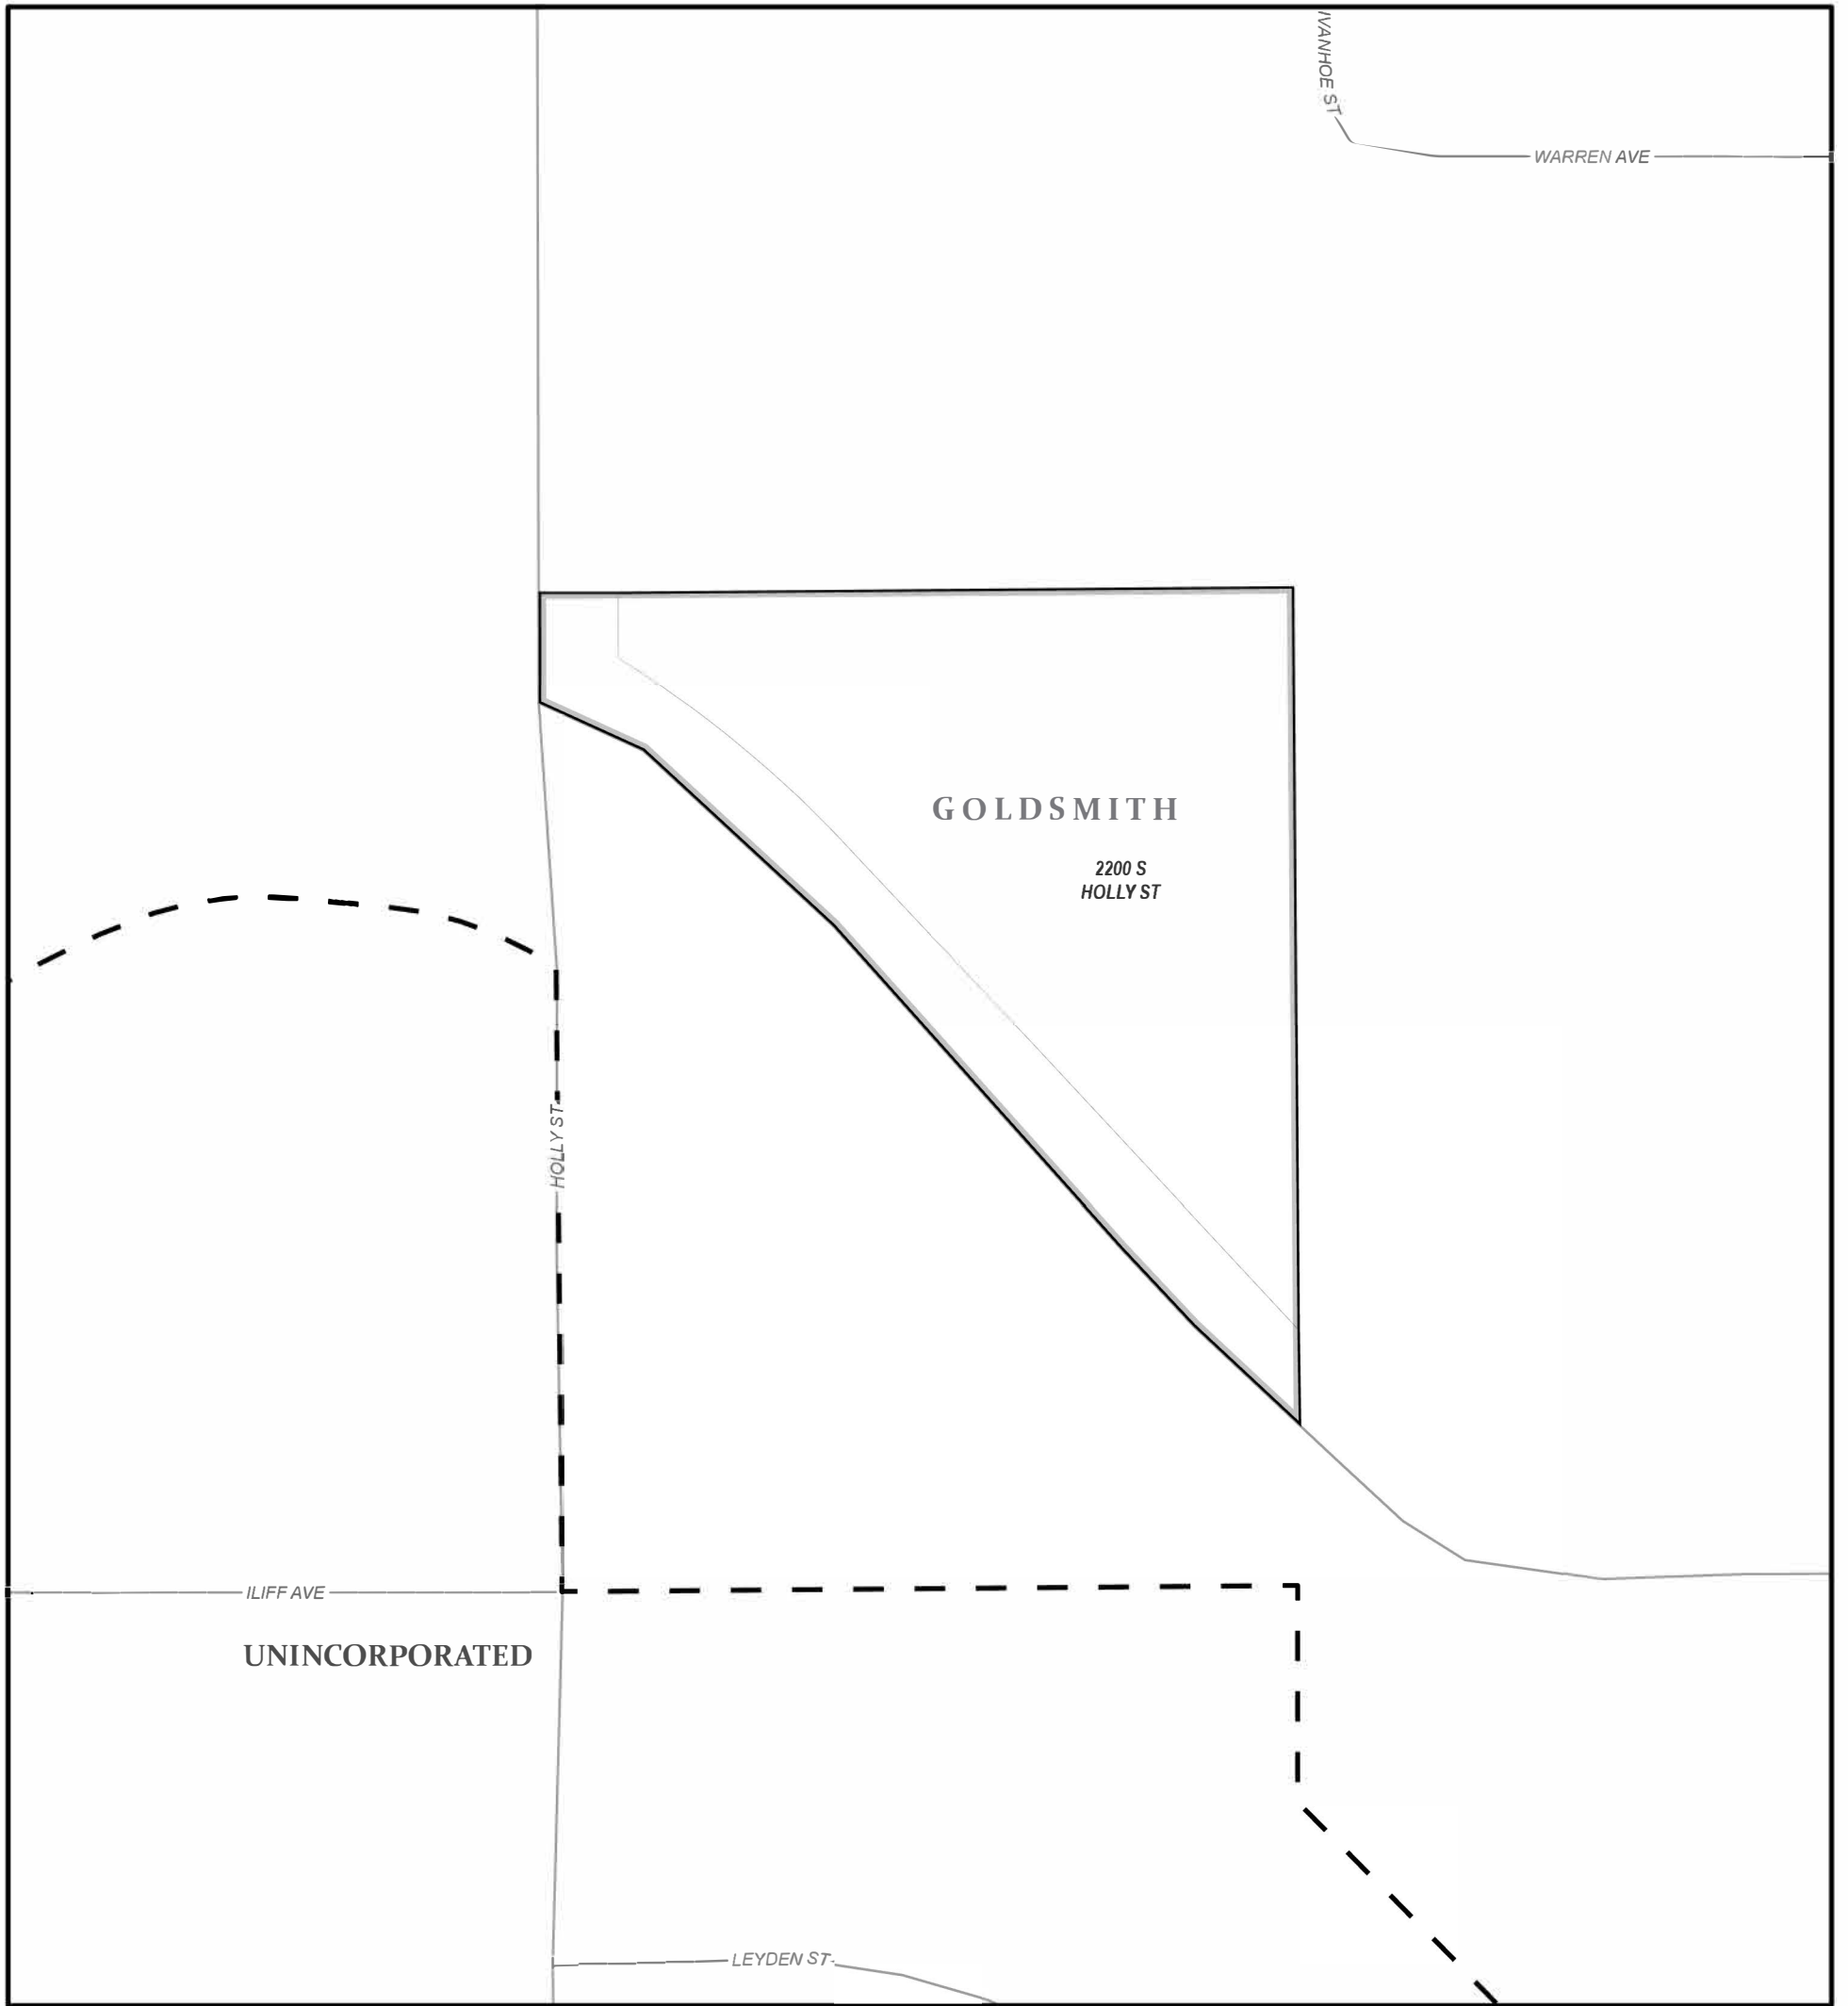 IVANHOE ST
WARREN AVE
GOLDSMITH
2200 S
HOLLY ST
HOLLY ST
ILIFF AVE
UNINCORPORATED
LEYDEN ST